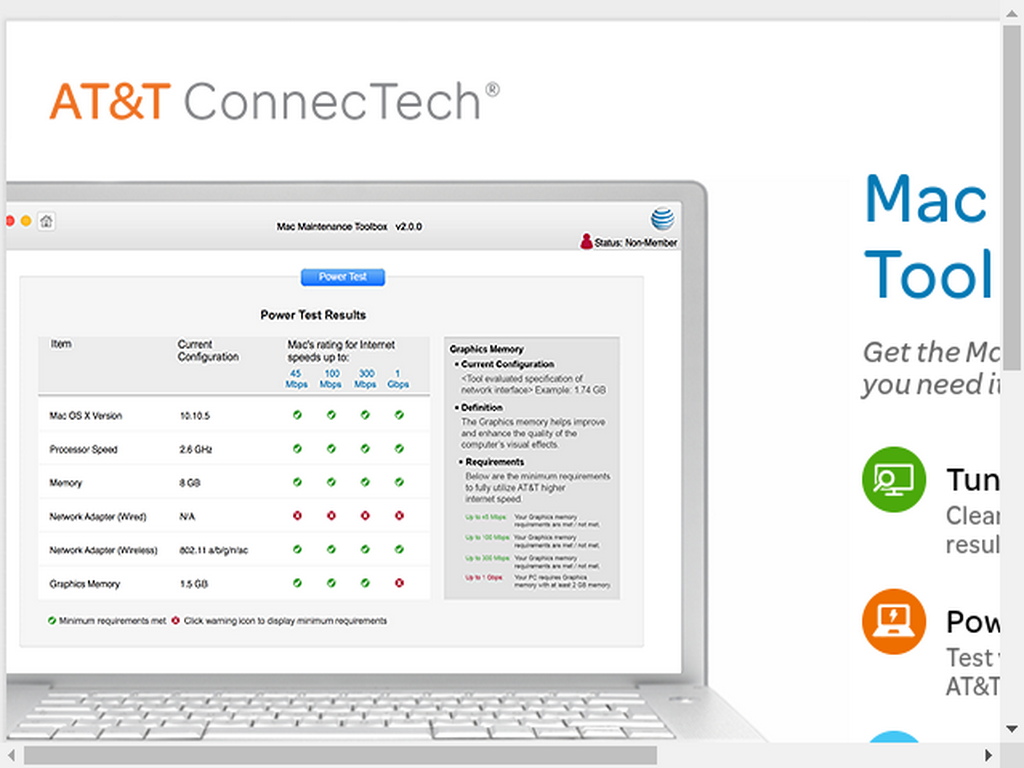 AT&T ConnecTech®
Mac Maintenance Toolbox v2.0.0
Status: Non-Member
Power Test
Power Test Results
Item
Current
Configuration
Mac's rating for Internet
speeds up to:
45
Mbps
100
Mbps
300
Mbps
1
Gbps
Mac OS X Version 10.10.5
Processor Speed 2.6 GHz
Memory 8 GB
Network Adapter (Wired) N/A
Network Adapter (Wireless) 802.11 a/b/g/n/ac
Graphics Memory 1.5 GB
Minimum requirements met Click warning icon to display minimum requirements
Graphics Memory
• Current Configuration
<Tool evaluated specification of
network interface> Example: 1.74 GB
• Definition
The Graphics memory helps improve
and enhance the quality of the
computer's visual effects.
• Requirements
Below are the minimum requirements
to fully utilize AT&T higher
internet speed.
Up to 45 Mbps: Your Graphics memory
requirements are met / not met.
Up to 100 Mbps: Your Graphics memory
requirements are met / not met.
Up to 300 Mbps: Your Graphics memory
requirements are met / not met.
Up to 1 Gbps: Your PC requires Graphics
memory with at least 2 GB memory.
Mac
Tool
Get the Ma
you need i
Tun
Clea
resul
Pow
Test
AT&T